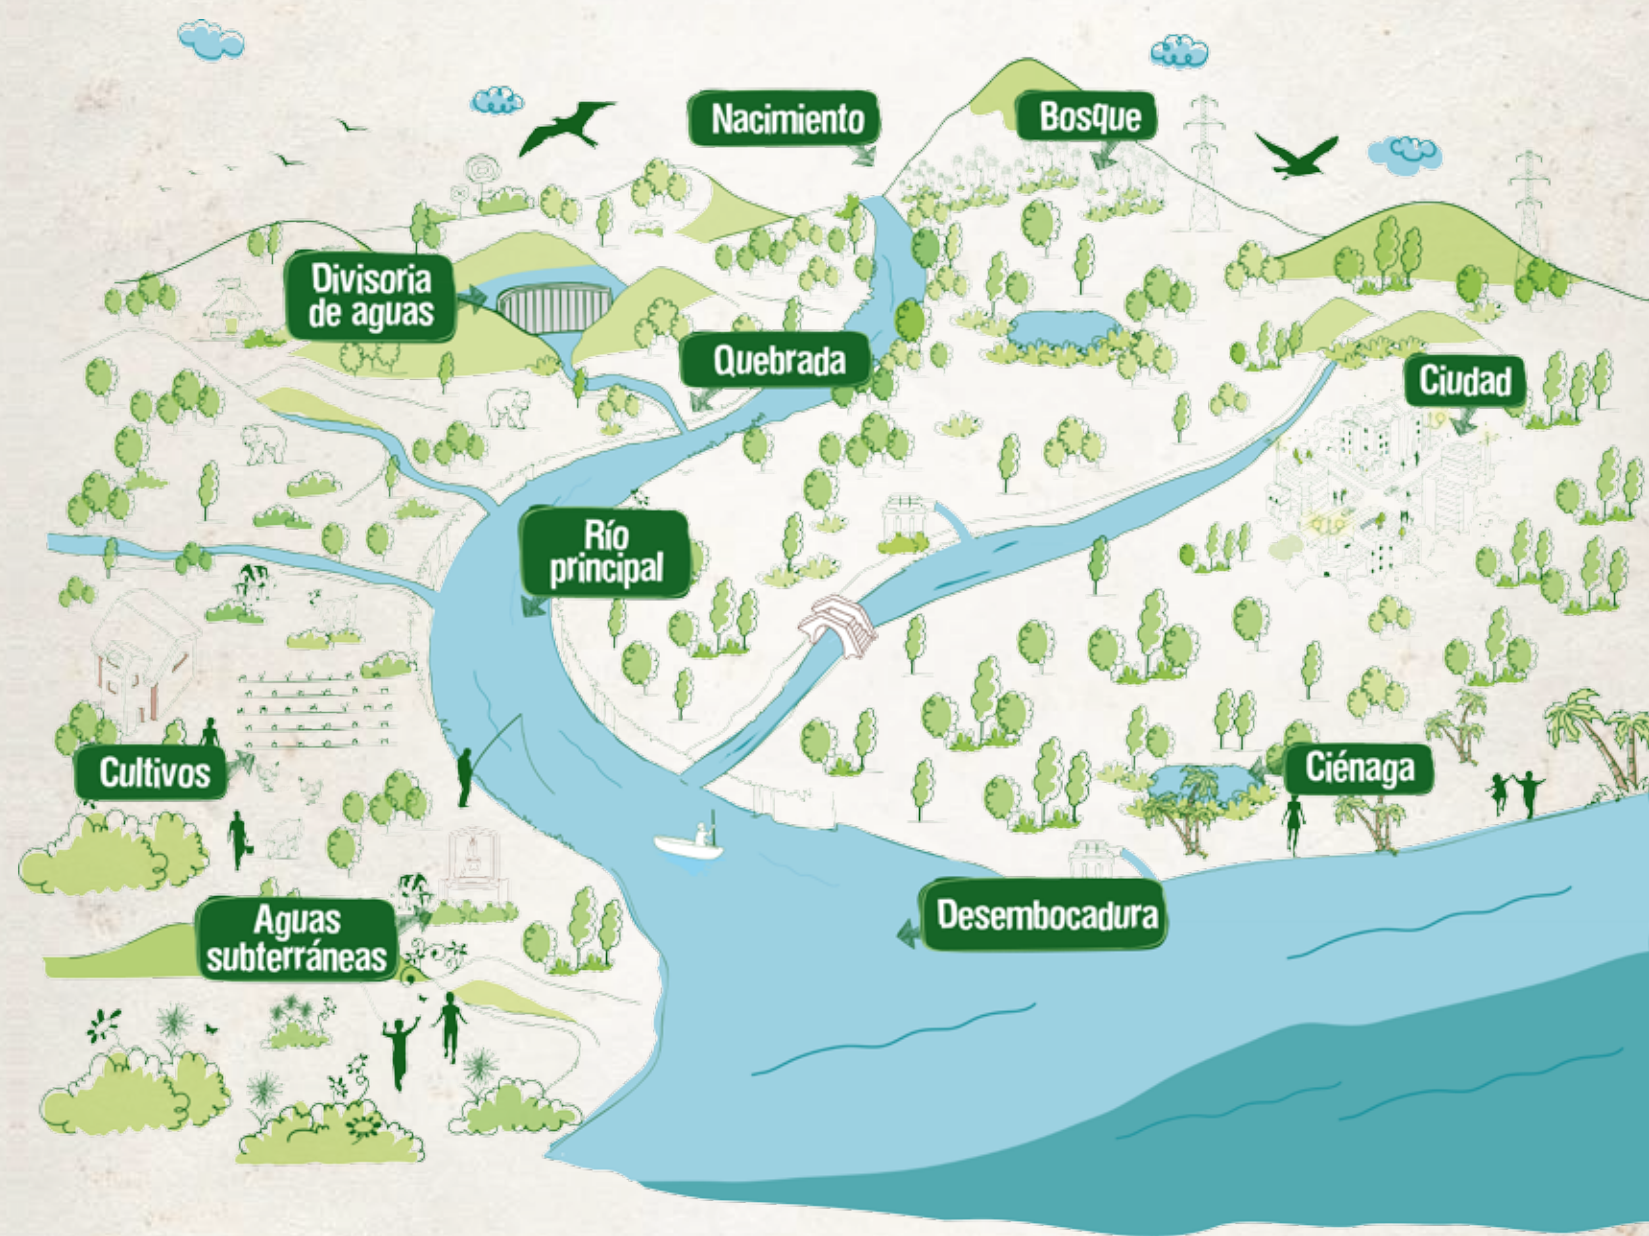 Nacimiento
Bosque
Divisoria
de aguas
Quebrada
Ciudad
Río
principal
Cultivos
Ciénaga
Aguas
subterráneas
Desembocadura